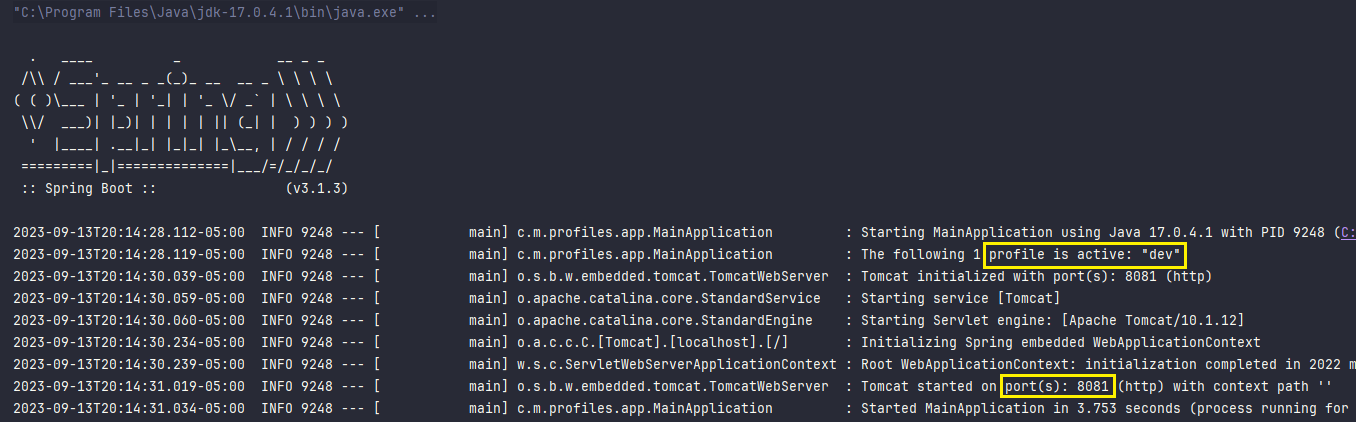 "C:\Program Files\Java\jdk-17.0.4.1\bin\java.exe" ...
  .   ____          _            __ _ _
 /\\ / ___'_ __ _ _(_)_ __  __ _ \ \ \ \
( ( )\___ | '_ | '_| | '_ \/ _` | \ \ \ \
 \\/  ___)| |_)| | | | | || (_| |  ) ) ) )
  '  |____| .__|_| |_|_| |_\__, | / / / /
 =========|_|==============|___/=/_/_/_/
 :: Spring Boot ::                (v3.1.3)
2023-09-13T20:14:28.112-05:00  INFO 9248 --- [           main] c.m.profiles.app.MainApplication         : Starting MainApplication using Java 17.0.4.1 with PID 9248 (C:
2023-09-13T20:14:28.119-05:00  INFO 9248 --- [           main] c.m.profiles.app.MainApplication         : The following 1 profile is active: "dev"
2023-09-13T20:14:30.039-05:00  INFO 9248 --- [           main] o.s.b.w.embedded.tomcat.TomcatWebServer  : Tomcat initialized with port(s): 8081 (http)
2023-09-13T20:14:30.059-05:00  INFO 9248 --- [           main] o.apache.catalina.core.StandardService   : Starting service [Tomcat]
2023-09-13T20:14:30.060-05:00  INFO 9248 --- [           main] o.apache.catalina.core.StandardEngine    : Starting Servlet engine: [Apache Tomcat/10.1.12]
2023-09-13T20:14:30.234-05:00  INFO 9248 --- [           main] o.a.c.c.C.[Tomcat].[localhost].[/]       : Initializing Spring embedded WebApplicationContext
2023-09-13T20:14:30.239-05:00  INFO 9248 --- [           main] w.s.c.ServletWebServerApplicationContext : Root WebApplicationContext: initialization completed in 2022 m
2023-09-13T20:14:31.019-05:00  INFO 9248 --- [           main] o.s.b.w.embedded.tomcat.TomcatWebServer  : Tomcat started on port(s): 8081 (http) with context path ''
2023-09-13T20:14:31.034-05:00  INFO 9248 --- [           main] c.m.profiles.app.MainApplication         : Started MainApplication in 3.753 seconds (process running for